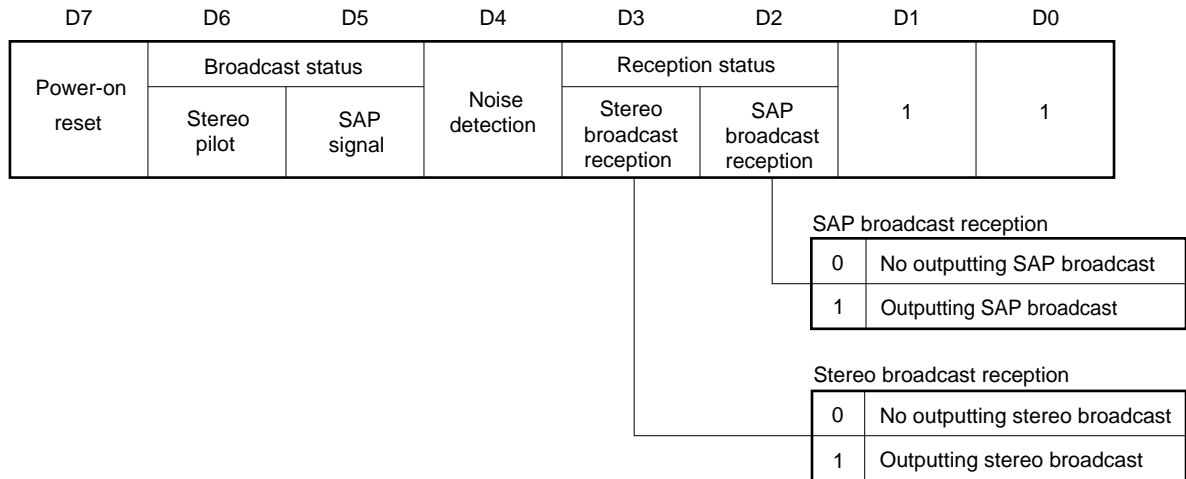 D7 D6 D5 D4 D3 D2 D1 D0
Power-on
reset
Broadcast status
Stereo
pilot
SAP
signal
Noise
detection
Reception status
Stereo
broadcast
reception
SAP
broadcast
reception
1
1
SAP broadcast reception
0 No outputting SAP broadcast
1 Outputting SAP broadcast
Stereo broadcast reception
0 No outputting stereo broadcast
1 Outputting stereo broadcast